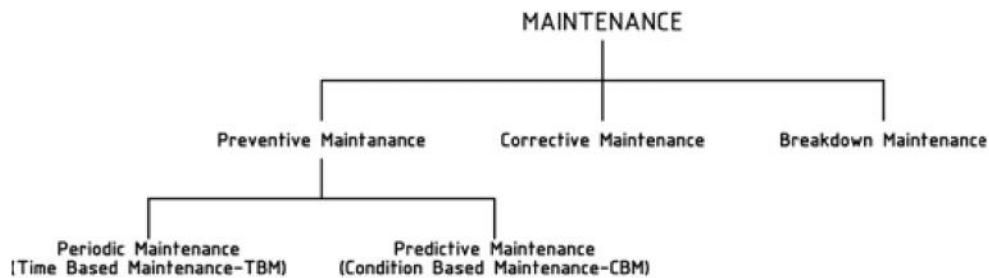 MAINTENANCE
Preventive Maintanance
Corrective Maintenance
Breakdown Maintenance
Periodic Maintenance
(Time Based Maintenance-TBM)
Predictive Maintenance
(Condition Based Maintenance-CBM)